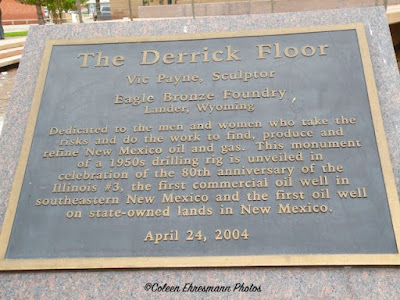 The Derrick Floor
Vic Payne, Sculptor
Eagle Bronze Foundry
Lander, Wyoming
Dedicated to the men and women who take the
risks and do the work to find, produce and
refine New Mexico oil and gas. This monument
of a 1950s drilling rig is unveiled in
celebration of the 80th anniversary of the
Illinois #3, the first commercial oil well in
southeastern New Mexico and the first oil well
on state-owned lands in New Mexico.
April 24, 2004
©Coleen Ehresmann Photos